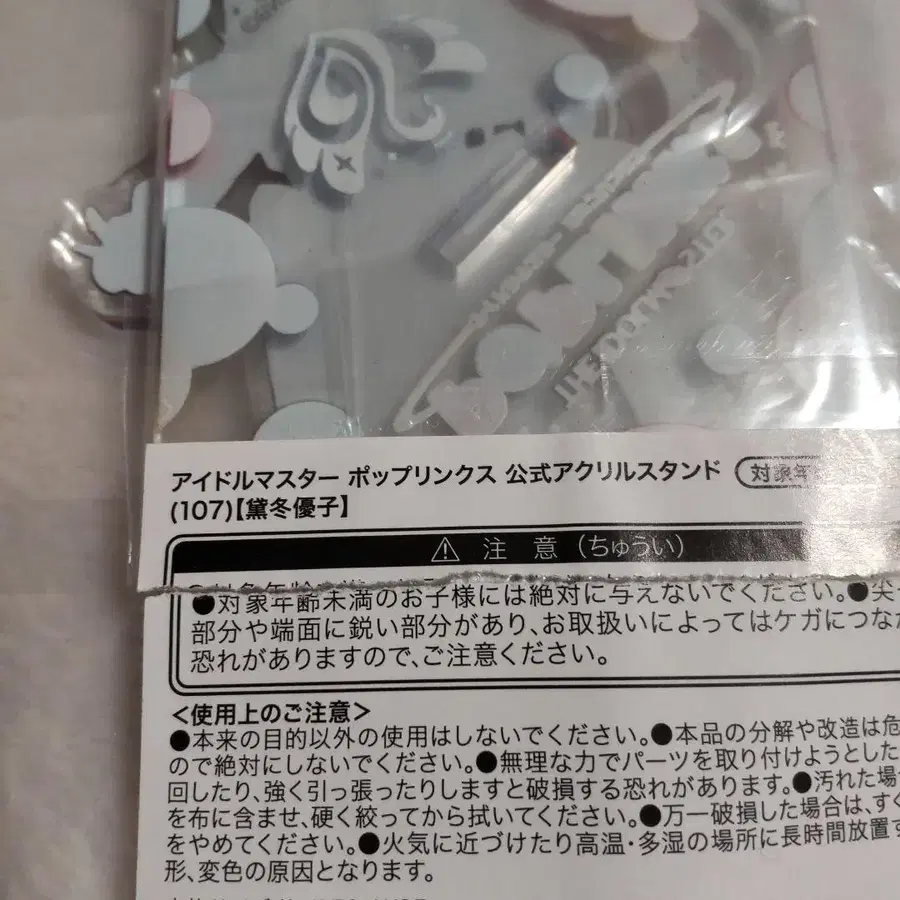 アイドルマスター ポップリンクス 公式アクリルスタンド 対象年
(107)【黛冬優子】
⚠ 注 意 (ちゅうい)
●対象年齢未満のお子様には絶対に与えないでください。●尖
部分や端面に鋭い部分があり、お取扱いによってはケガにつな
恐れがありますので、ご注意ください。
<使用上のご注意>
●本来の目的以外の使用はしないでください。●本品の分解や改造は危
ので絶対にしないでください。●無理な力でパーツを取り付けようとした
回したり、強く引っ張ったりしますと破損する恐れがあります。●汚れた場
を布に含ませ、硬く絞ってから拭いてください。●万一破損した場合は、すぐ
をやめてください。●火気に近づけたり高温・多湿の場所に長時間放置す
形、変色の原因となります。